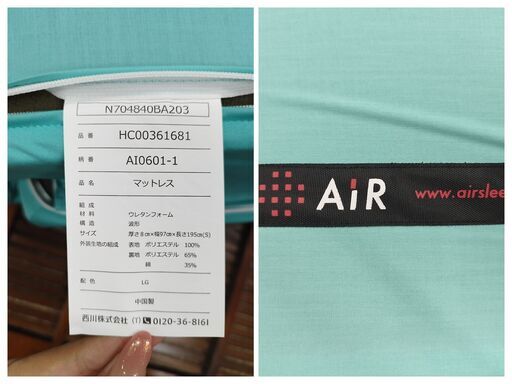 N704840BA203
品番 HC00361681
柄番 AI0601-1
品名 マットレス
組成
材料 ウレタンフォーム
構造 波形
サイズ 厚さ8㎝×幅97㎝×長さ195㎝(S)
外装生地の組成 表地 ポリエステル 100%
裏地 ポリエステル 65%
綿 35%
配色 LG
中国製
西川株式会社 (Y) 0120-36-8161
AiR www.airslee